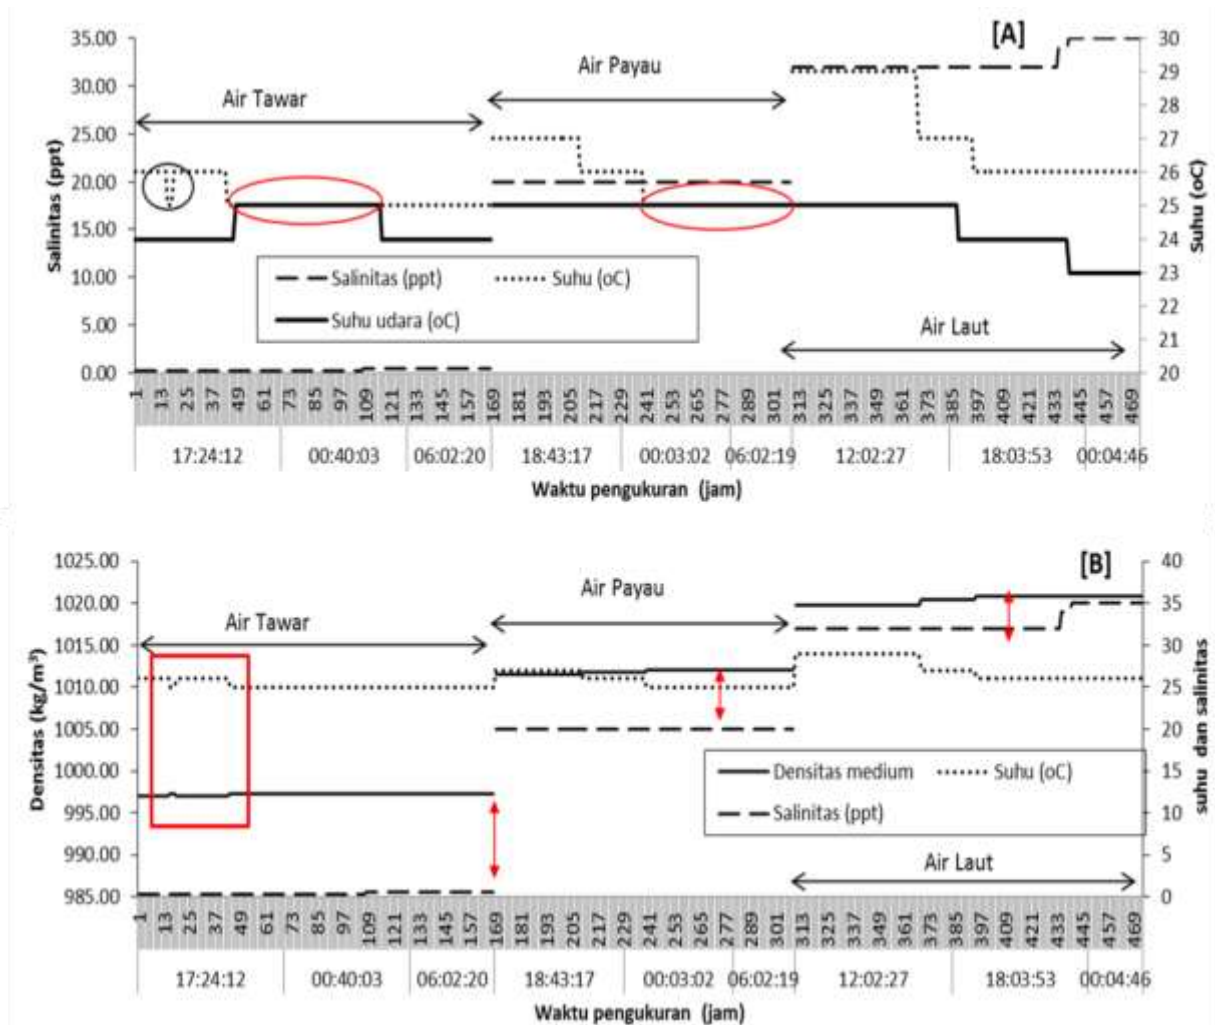 [A]
35.00 30.00 25.00 20.00 15.00 10.00 5.00 0.00
Salinitas (ppt)
30 29 28 27 26 25 24 23 22 21 20
Suhu (oC)
Air Tawar
Air Payau
Air Laut
Salinitas (ppt) Suhu (oC)
Suhu udara (oC)
1 13 25 37 49 61 73 85 97 109 121 133 145 157 169 181 193 205 217 229 241 253 265 277 289 301 313 325 337 349 361 373 385 397 409 421 433 445 457 469
17:24:12 00:40:03 06:02:20 18:43:17 00:03:02 06:02:19 12:02:27 18:03:53 00:04:46
Waktu pengukuran (jam)
[B]
1025.00 1020.00 1015.00 1010.00 1005.00 1000.00 995.00 990.00 985.00
Densitas (kg/m³)
40 35 30 25 20 15 10 5 0
suhu dan salinitas
Air Tawar
Air Payau
Air Laut
Densitas medium Suhu (oC)
Salinitas (ppt)
1 13 25 37 49 61 73 85 97 109 121 133 145 157 169 181 193 205 217 229 241 253 265 277 289 301 313 325 337 349 361 373 385 397 409 421 433 445 457 469
17:24:12 00:40:03 06:02:20 18:43:17 00:03:02 06:02:19 12:02:27 18:03:53 00:04:46
Waktu pengukuran (jam)